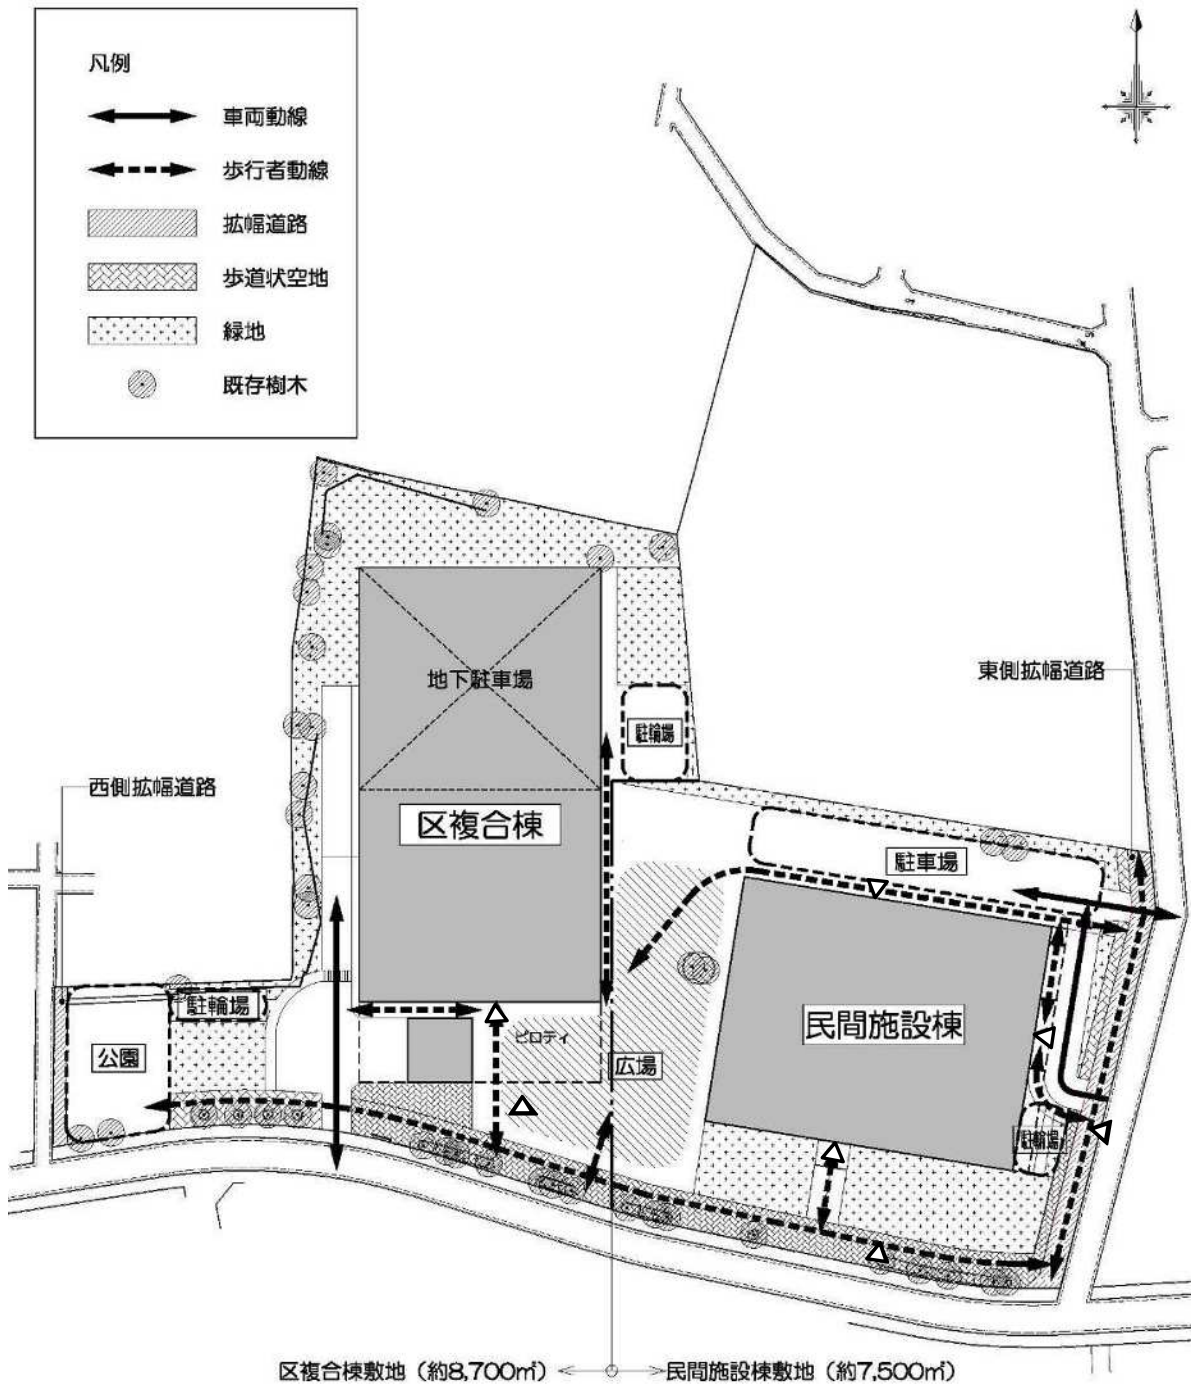 凡例
車両動線
歩行者動線
拡幅道路
歩道状空地
緑地
既存樹木
東側拡幅道路
地下駐車場
駐輪場
西側拡幅道路
区複合棟
駐車場
駐輪場
公園
ピロティ
広場
民間施設棟
駐輪場
区複合棟敷地（約8,700㎡）
民間施設棟敷地（約7,500㎡）